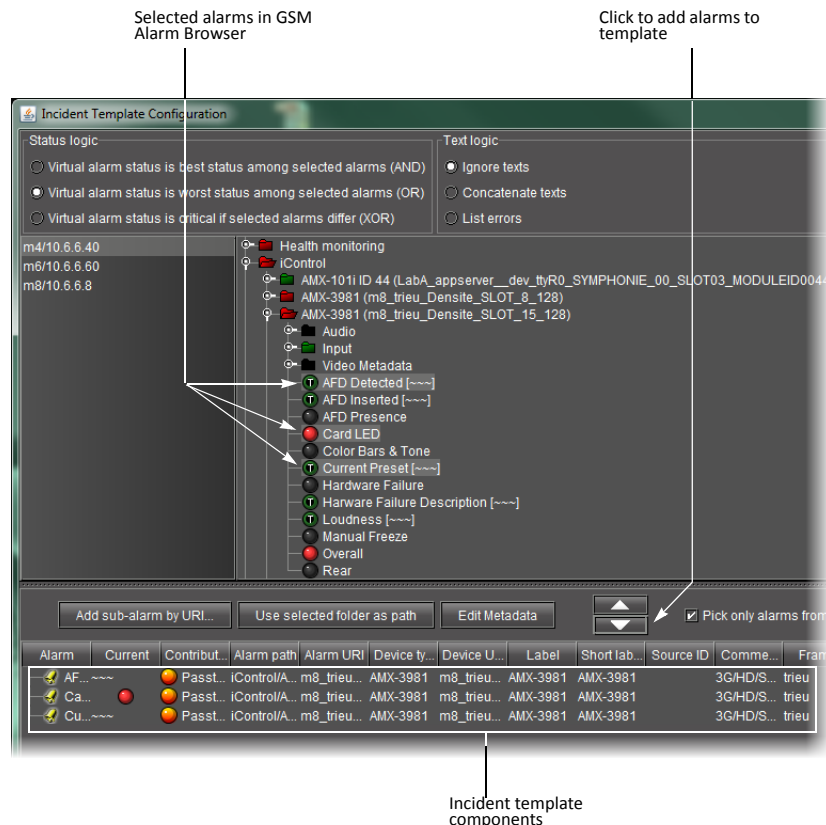 Selected alarms in GSM
Alarm Browser
Click to add alarms to
template
Incident Template Configuration
Status logic
Virtual alarm status is best status among selected alarms (AND)
Virtual alarm status is worst status among selected alarms (OR)
Virtual alarm status is critical if selected alarms differ (XOR)
Text logic
Ignore texts
Concatenate texts
List errors
m4/10.6.6.40
m6/10.6.6.60
m8/10.6.6.8
Health monitoring
iControl
AMX-101i ID 44 (LabA_appserver__dev_ttyR0_SYMPHONIE_00_SLOT03_MODULEID0044
AMX-3981 (m8_trieu_Densite_SLOT_8_128)
AMX-3981 (m8_trieu_Densite_SLOT_15_128)
Audio
Input
Video Metadata
T AFD Detected [~~~]
T AFD Inserted [~~~]
AFD Presence
Card LED
Color Bars & Tone
T Current Preset [~~~]
Hardware Failure
T Harware Failure Description [~~~]
T Loudness [~~~]
Manual Freeze
Overall
Rear
Add sub-alarm by URI... Use selected folder as path Edit Metadata Pick only alarms from
Alarm Current Contribut... Alarm path Alarm URI Device ty... Device U... Label Short lab... Source ID Comme... Fram
AF... ~~~ Passt... iControl/A... m8_trieu... AMX-3981 m8_trieu... AMX-3981 AMX-3981 3G/HD/S... trieu
Ca... Passt... iControl/A... m8_trieu... AMX-3981 m8_trieu... AMX-3981 AMX-3981 3G/HD/S... trieu
Cu... ~~~ Passt... iControl/A... m8_trieu... AMX-3981 m8_trieu... AMX-3981 AMX-3981 3G/HD/S... trieu
Incident template
components